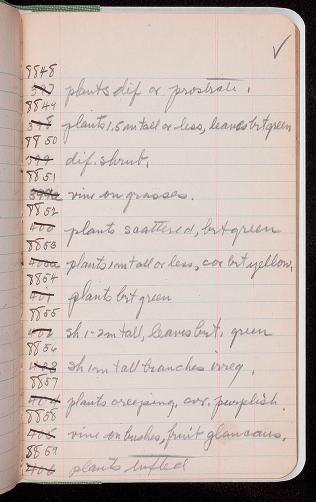 ✓
8848
397 plants dif or prostrate.
8849
398 plants 1.5 m tall or less, leaves brt green
8850
399 dif. shrub.
8851
399a vine on grasses.
8852
400 plants scattered, brt green
8853
400a plants 1 m tall or less, cor brt yellow.
8854
401 plants brt green
8855
402 sh 1-2 m tall, leaves brt. green
8856
403 sh 1 m tall branches irreg.
8857
404 plants creeping, cor. purplish.
8858
405 vine on bushes, fruit glaucous.
8859
406 plants tufted